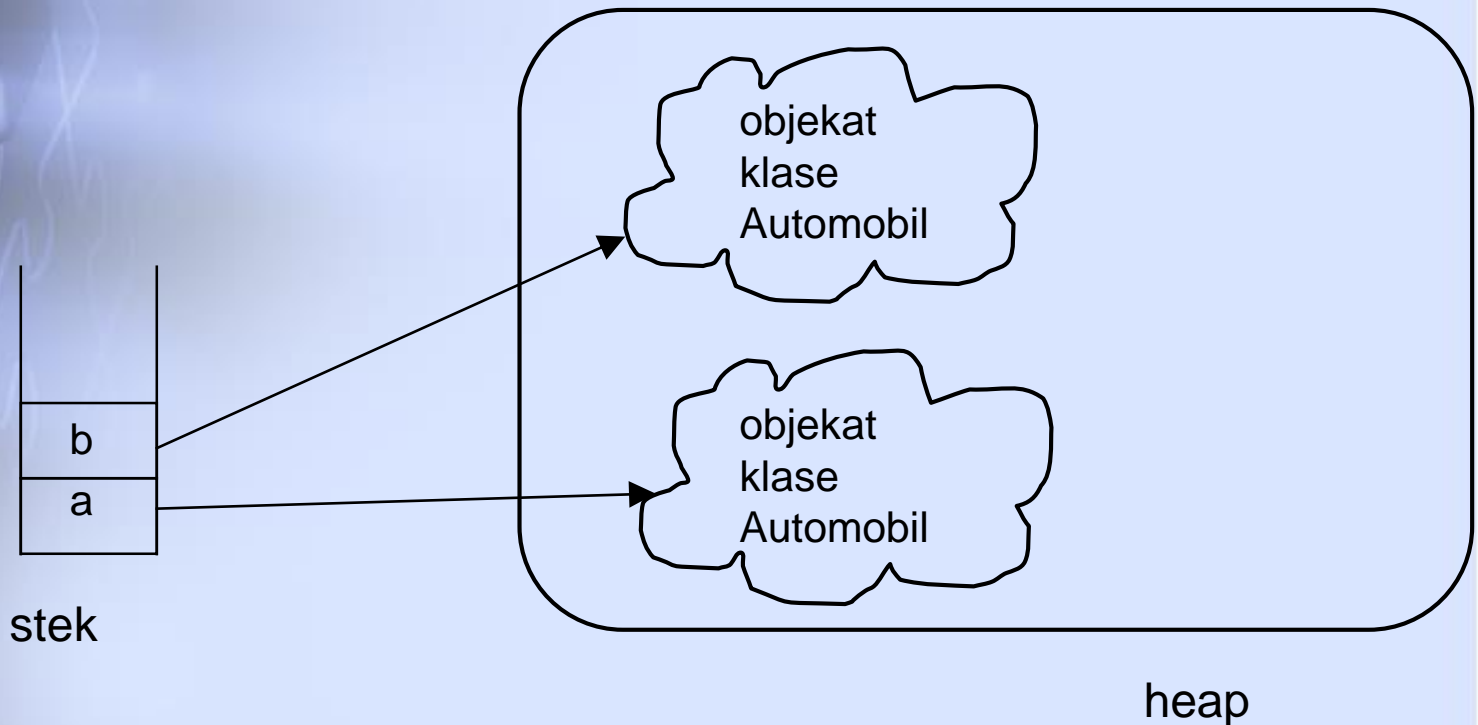 objekat
klase
Automobil
b
a
objekat
klase
Automobil
stek
heap